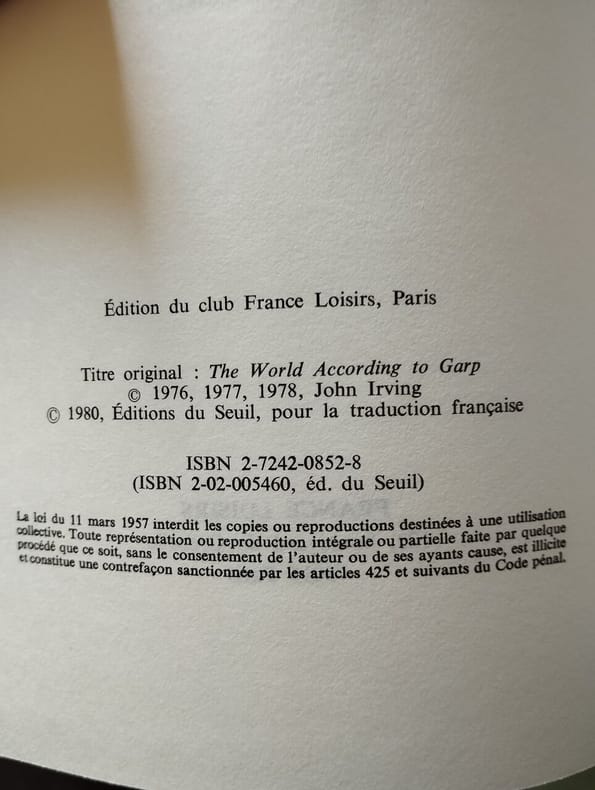 Édition du club France Loisirs, Paris
Titre original : The World According to Garp
© 1976, 1977, 1978, John Irving
© 1980, Éditions du Seuil, pour la traduction française
ISBN 2-7242-0852-8
(ISBN 2-02-005460, éd. du Seuil)
La loi du 11 mars 1957 interdit les copies ou reproductions destinées à une utilisation
collective. Toute représentation ou reproduction intégrale ou partielle faite par quelque
procédé que ce soit, sans le consentement de l'auteur ou de ses ayants cause, est illicite
et constitue une contrefaçon sanctionnée par les articles 425 et suivants du Code pénal.